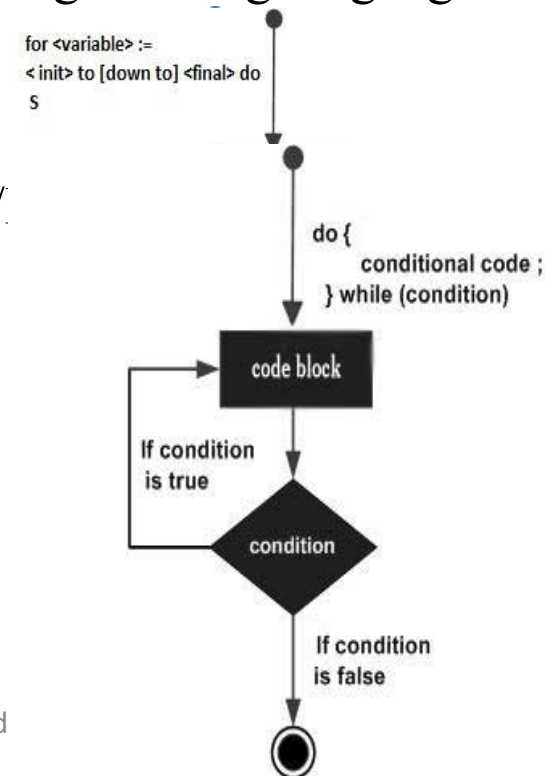 for <variable> :=
< init> to [down to] <final> do
S
do {
conditional code ;
} while (condition)
code block
If condition
is true
condition
If condition
is false
d